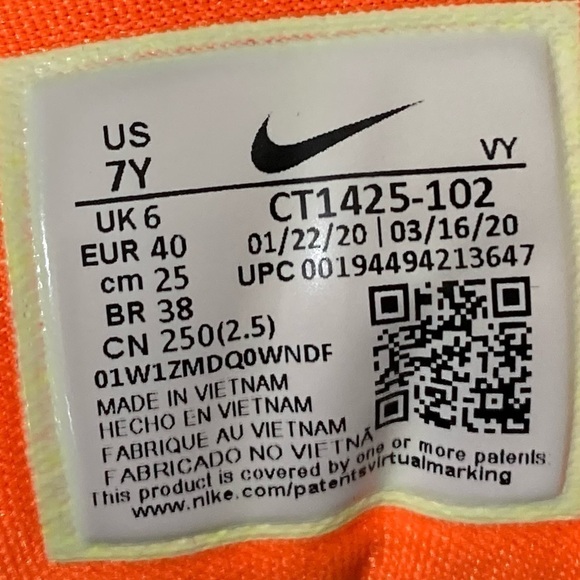 US
7Y
VY
UK 6
CT1425-102
EUR 40
01/22/20 | 03/16/20
cm 25
UPC 00194494213647
BR 38
CN 250(2.5)
01W1ZMDQ0WNDF
MADE IN VIETNAM
HECHO EN VIETNAM
FABRIQUE AU VIETNAM
FABRICADO NO VIETNÃ
This product is covered by one or more patents.
www.nike.com/patentsvirtualmarking